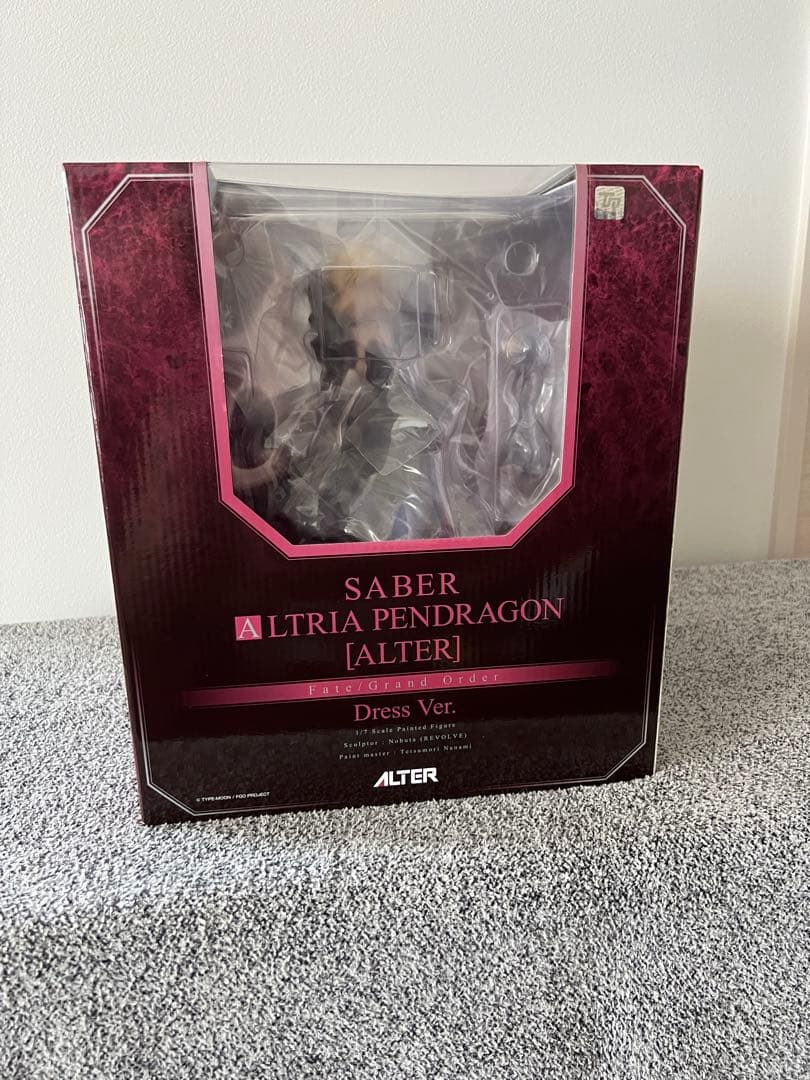 SABER
ALTRIA PENDRAGON
[ALTER]
Fate/Grand Order
Dress Ver.
1/7 Scale Painted Figure
Sculptor : Nobuta (REVOLVE)
Paint master : Tetsumori Nanami
ALTER
© TYPE-MOON / FGO PROJECT